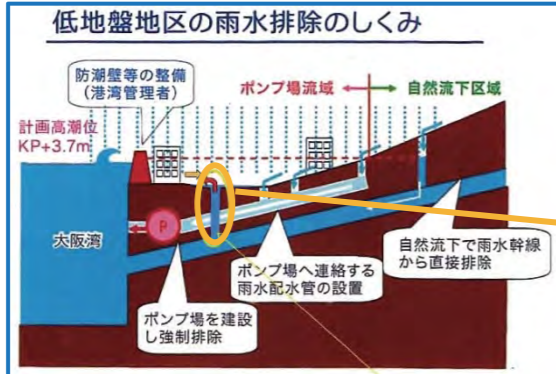 低地盤地区の雨水排除のしくみ
防潮壁等の整備
（港湾管理者）
ポンプ場流域
自然流下区域
計画高潮位
KP+3.7m
大阪湾
P
自然流下で雨水幹線
から直接排除
ポンプ場へ連絡する
雨水配水管の設置
ポンプ場を建設
し強制排除